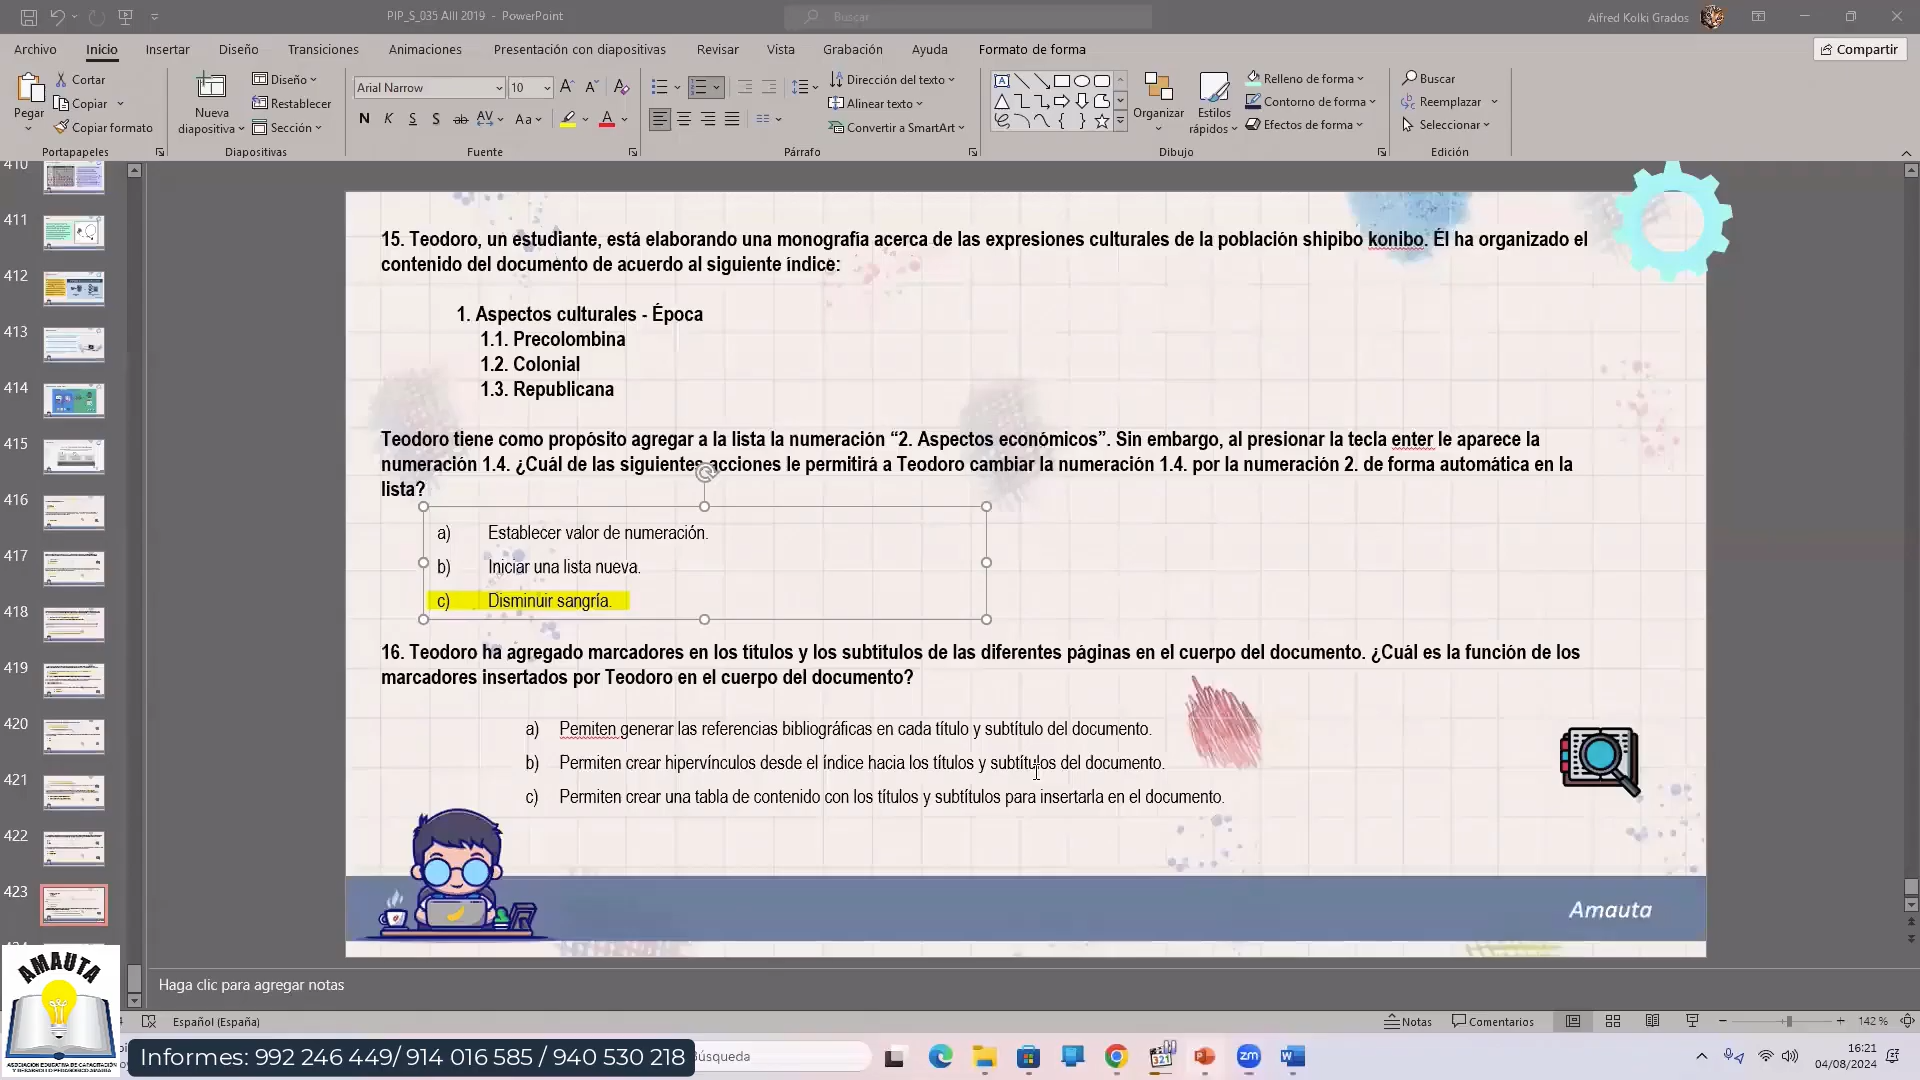 PIP_S_035 AIII 2019 - PowerPoint
Buscar
Alfred Kolki Grados
Archivo Inicio Insertar Diseño Transiciones Animaciones Presentación con diapositivas Revisar Vista Grabación Ayuda Formato de forma
Compartir
Pegar
Cortar
Copiar
Copiar formato
Portapapeles
Nueva diapositiva
Diseño
Restablecer
Sección
Diapositivas
Arial Narrow 10
N K S S ab AV Aa A
Fuente
Párrafo
Dirección del texto
Alinear texto
Convertir a SmartArt
Organizar
Estilos rápidos
Relleno de forma
Contorno de forma
Efectos de forma
Dibujo
Buscar
Reemplazar
Seleccionar
Edición
410
411
412
413
414
415
416
417
418
419
420
421
422
423
15. Teodoro, un estudiante, está elaborando una monografía acerca de las expresiones culturales de la población shipibo konibo. Él ha organizado el
contenido del documento de acuerdo al siguiente índice:
1. Aspectos culturales - Época
1.1. Precolombina
1.2. Colonial
1.3. Republicana
Teodoro tiene como propósito agregar a la lista la numeración “2. Aspectos económicos”. Sin embargo, al presionar la tecla enter le aparece la
numeración 1.4. ¿Cuál de las siguientes acciones le permitirá a Teodoro cambiar la numeración 1.4. por la numeración 2. de forma automática en la
lista?
a) Establecer valor de numeración.
b) Iniciar una lista nueva.
c) Disminuir sangría.
16. Teodoro ha agregado marcadores en los títulos y los subtítulos de las diferentes páginas en el cuerpo del documento. ¿Cuál es la función de los
marcadores insertados por Teodoro en el cuerpo del documento?
a) Pemiten generar las referencias bibliográficas en cada título y subtítulo del documento.
b) Permiten crear hipervínculos desde el índice hacia los títulos y subtítulos del documento.
c) Permiten crear una tabla de contenido con los títulos y subtítulos para insertarla en el documento.
Amauta
AMAUTA
Haga clic para agregar notas
Español (España)
Notas
Comentarios
142 %
Informes: 992 246 449/ 914 016 585 / 940 530 218
Búsqueda
321
zm
16:21
04/08/2024